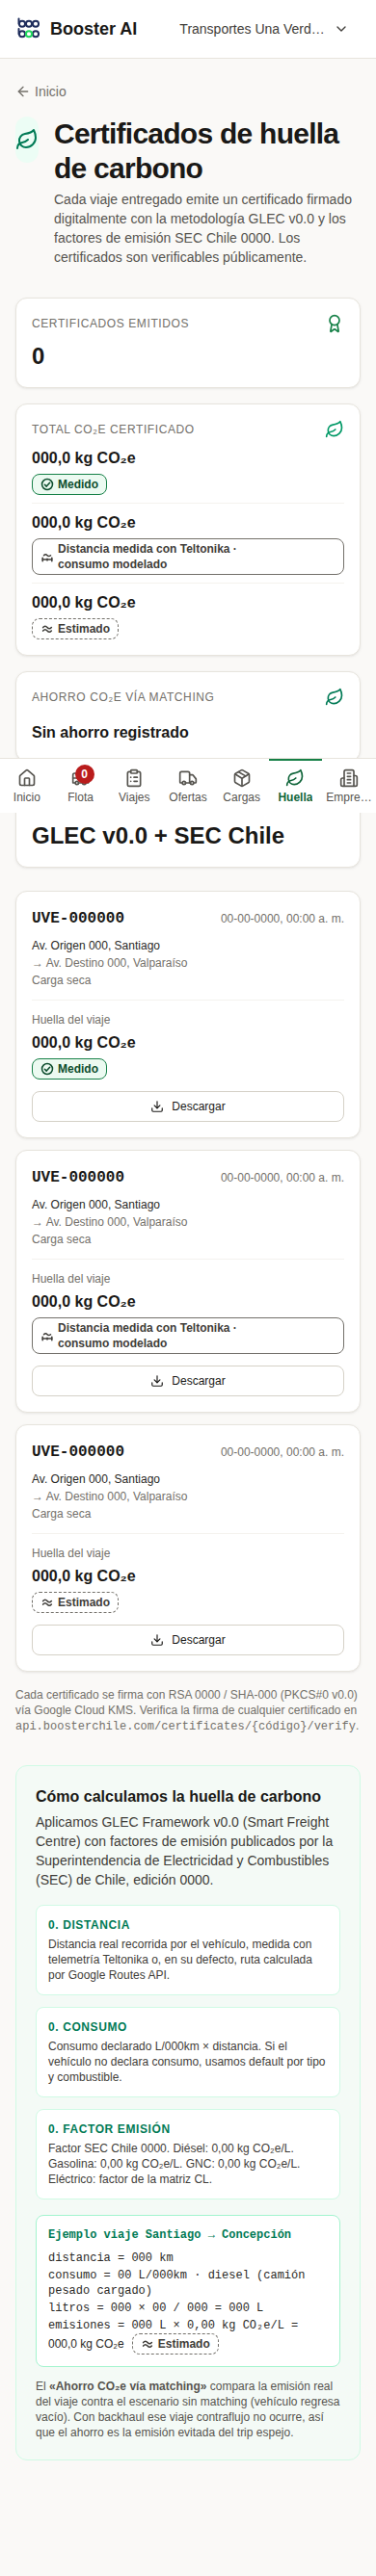 Booster AI
Transportes Una Verd…
← Inicio
Certificados de huella
de carbono
Cada viaje entregado emite un certificado firmado
digitalmente con la metodología GLEC v0.0 y los
factores de emisión SEC Chile 0000. Los
certificados son verificables públicamente.
CERTIFICADOS EMITIDOS
0
TOTAL CO₂E CERTIFICADO
000,0 kg CO₂e
Medido
000,0 kg CO₂e
Distancia medida con Teltonika ·
consumo modelado
000,0 kg CO₂e
Estimado
AHORRO CO₂E VÍA MATCHING
Sin ahorro registrado
0
Inicio
Flota
Viajes
Ofertas
Cargas
Huella
Empre…
GLEC v0.0 + SEC Chile
UVE-000000
00-00-0000, 00:00 a. m.
Av. Origen 000, Santiago
→ Av. Destino 000, Valparaíso
Carga seca
Huella del viaje
000,0 kg CO₂e
Medido
Descargar
UVE-000000
00-00-0000, 00:00 a. m.
Av. Origen 000, Santiago
→ Av. Destino 000, Valparaíso
Carga seca
Huella del viaje
000,0 kg CO₂e
Distancia medida con Teltonika ·
consumo modelado
Descargar
UVE-000000
00-00-0000, 00:00 a. m.
Av. Origen 000, Santiago
→ Av. Destino 000, Valparaíso
Carga seca
Huella del viaje
000,0 kg CO₂e
Estimado
Descargar
Cada certificado se firma con RSA 0000 / SHA-000 (PKCS#0 v0.0)
vía Google Cloud KMS. Verifica la firma de cualquier certificado en
api.boosterchile.com/certificates/{código}/verify.
Cómo calculamos la huella de carbono
Aplicamos GLEC Framework v0.0 (Smart Freight
Centre) con factores de emisión publicados por la
Superintendencia de Electricidad y Combustibles
(SEC) de Chile, edición 0000.
0. DISTANCIA
Distancia real recorrida por el vehículo, medida con
telemetría Teltonika o, en su defecto, ruta calculada
por Google Routes API.
0. CONSUMO
Consumo declarado L/000km × distancia. Si el
vehículo no declara consumo, usamos default por tipo
y combustible.
0. FACTOR EMISIÓN
Factor SEC Chile 0000. Diésel: 0,00 kg CO₂e/L.
Gasolina: 0,00 kg CO₂e/L. GNC: 0,00 kg CO₂e/L.
Eléctrico: factor de la matriz CL.
Ejemplo viaje Santiago → Concepción
distancia = 000 km
consumo = 00 L/000km · diesel (camión
pesado cargado)
litros = 000 × 00 / 000 = 000 L
emisiones = 000 L × 0,00 kg CO₂e/L =
000,0 kg CO₂e Estimado
El «Ahorro CO₂e vía matching» compara la emisión real
del viaje contra el escenario sin matching (vehículo regresa
vacío). Con backhaul ese viaje contraflujo no ocurre, así
que el ahorro es la emisión evitada del trip espejo.